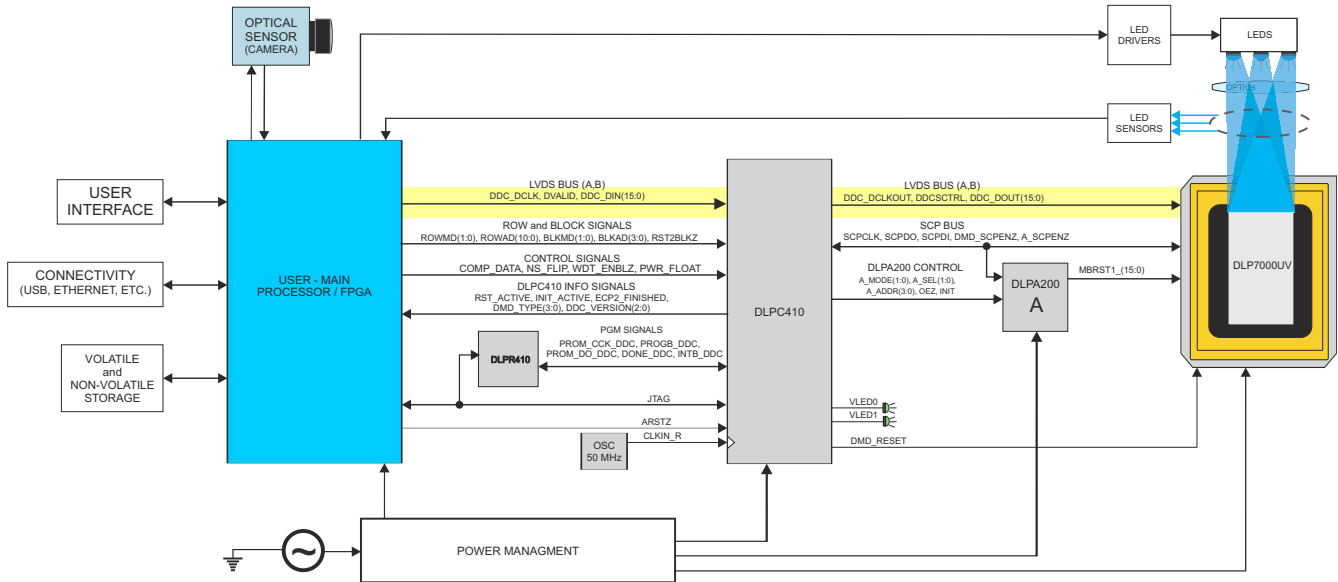 OPTICAL
SENSOR
(CAMERA)
LED
DRIVERS
LEDS
OPTICS
LED
SENSORS
USER
INTERFACE
CONNECTIVITY
(USB, ETHERNET, ETC.)
VOLATILE
and
NON-VOLATILE
STORAGE
USER - MAIN
PROCESSOR / FPGA
LVDS BUS (A,B)
DDC_DCLK, DVALID, DDC_DIN(15:0)
ROW and BLOCK SIGNALS
ROWMD(1:0), ROWAD(10:0), BLKMD(1:0), BLKAD(3:0), RST2BLKZ
CONTROL SIGNALS
COMP_DATA, NS_FLIP, WDT_ENBLZ, PWR_FLOAT
DLPC410 INFO SIGNALS
RST_ACTIVE, INIT_ACTIVE, ECP2_FINISHED,
DMD_TYPE(3:0), DDC_VERSION(2:0)
PGM SIGNALS
PROM_CCK_DDC, PROGB_DDC,
PROM_DO_DDC, DONE_DDC, INTB_DDC
DLPR410
JTAG
ARSTZ
CLKIN_R
OSC
50 MHz
DLPC410
LVDS BUS (A,B)
DDC_DCLKOUT, DDCSCTRL, DDC_DOUT(15:0)
SCP BUS
SCPCLK, SCPDO, SCPDI, DMD_SCPENZ, A_SCPENZ
DLPA200 CONTROL
A_MODE(1:0), A_SEL(1:0),
A_ADDR(3:0), OEZ, INIT
DLPA200
A
MBRST1_(15:0)
DLP7000UV
VLED0
VLED1
DMD_RESET
POWER MANAGMENT